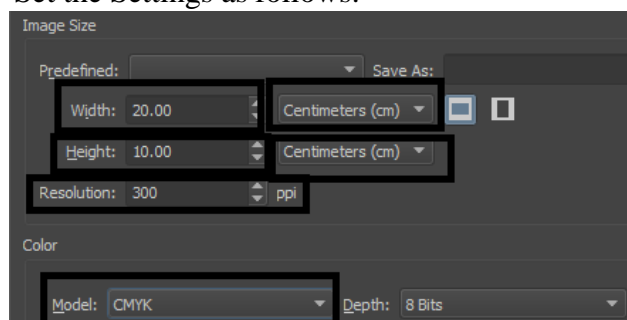 Set the Settings as follows:
Image Size
Predefined: Save As:
Width: 20.00 Centimeters (cm)
Height: 10.00 Centimeters (cm)
Resolution: 300 ppi
Color
Model: CMYK Depth: 8 Bits